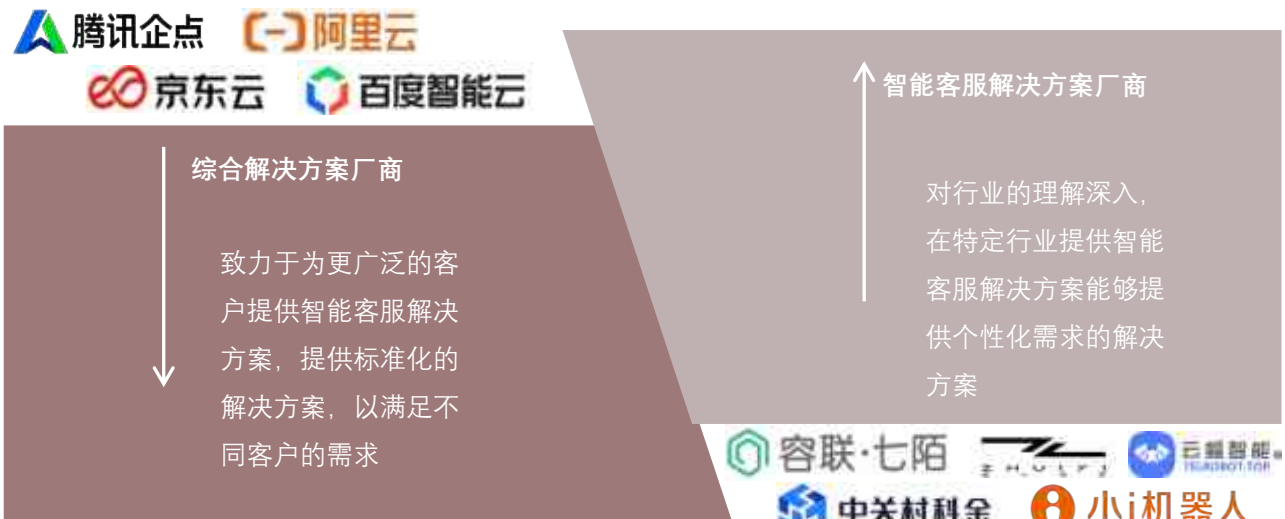 腾讯企点 阿里云
京东云 百度智能云
综合解决方案厂商
致力于为更广泛的客
户提供智能客服解决
方案，提供标准化的
解决方案，以满足不
同客户的需求
智能客服解决方案厂商
对行业的理解深入，
在特定行业提供智能
客服解决方案能够提
供个性化需求的解决
方案
容联·七陌
中关村科金 小i机器人